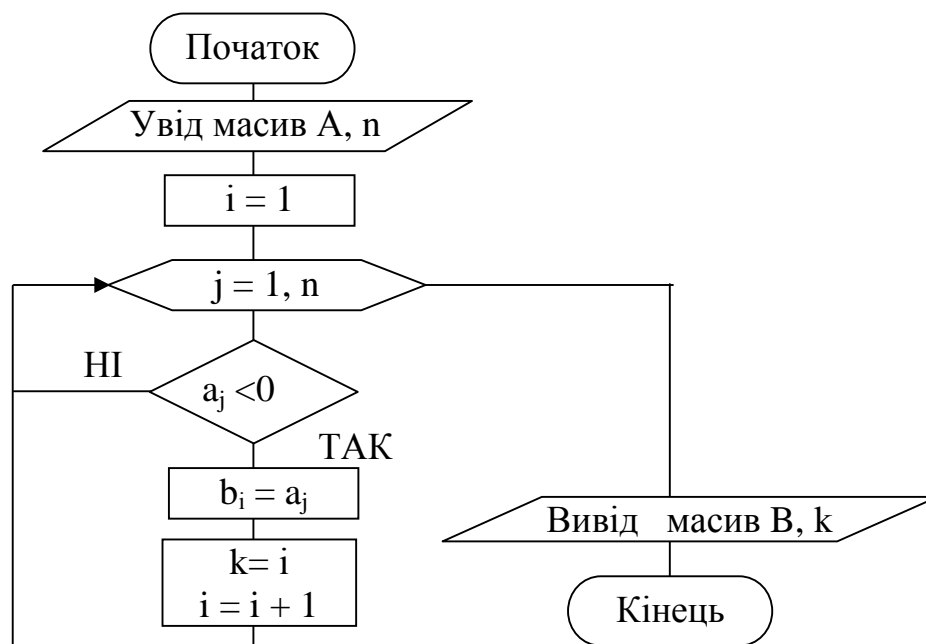 Початок
Увід масив A, n
i = 1
j = 1, n
НІ
aⱼ <0
ТАК
bᵢ = aⱼ
k= i
i = i + 1
Вивід   масив B, k
Кінець